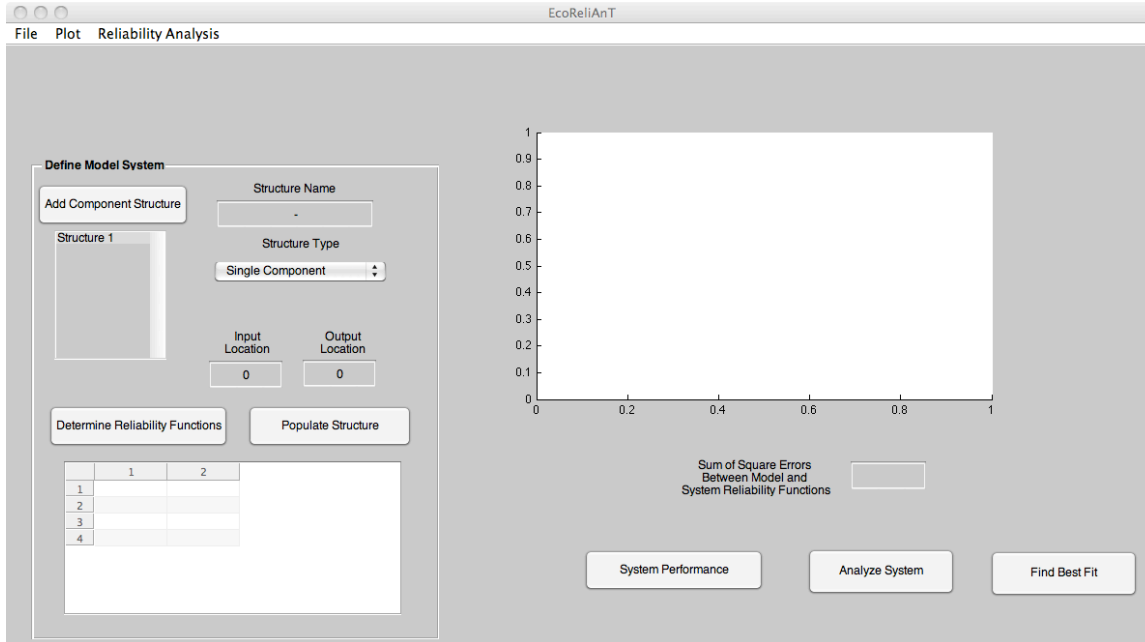 EcoReliAnT
File Plot Reliability Analysis
Define Model System
Add Component Structure
Structure 1
Structure Name
-
Structure Type
Single Component
Input
Location
0
Output
Location
0
Determine Reliability Functions
Populate Structure
1 2
1
2
3
4
1
0.9
0.8
0.7
0.6
0.5
0.4
0.3
0.2
0.1
0
0 0.2 0.4 0.6 0.8 1
Sum of Square Errors
Between Model and
System Reliability Functions
System Performance
Analyze System
Find Best Fit